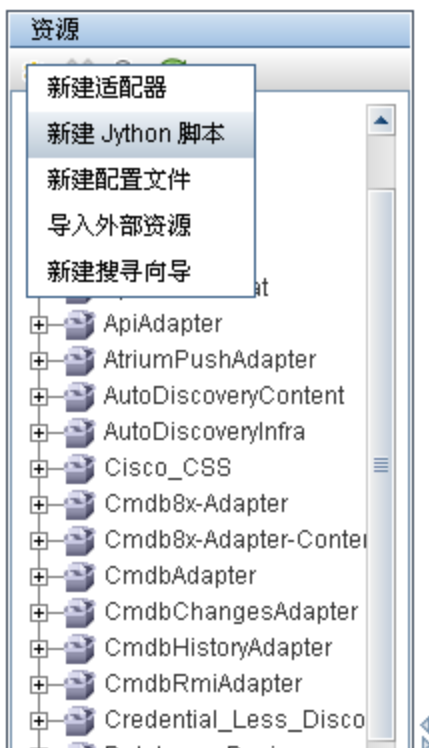 资源
新建适配器
新建 Jython 脚本
新建配置文件
导入外部资源
新建搜寻向导
at
ApiAdapter
AtriumPushAdapter
AutoDiscoveryContent
AutoDiscoveryInfra
Cisco_CSS
Cmdb8x-Adapter
Cmdb8x-Adapter-Conte
CmdbAdapter
CmdbChangesAdapter
CmdbHistoryAdapter
CmdbRmiAdapter
Credential_Less_Disco